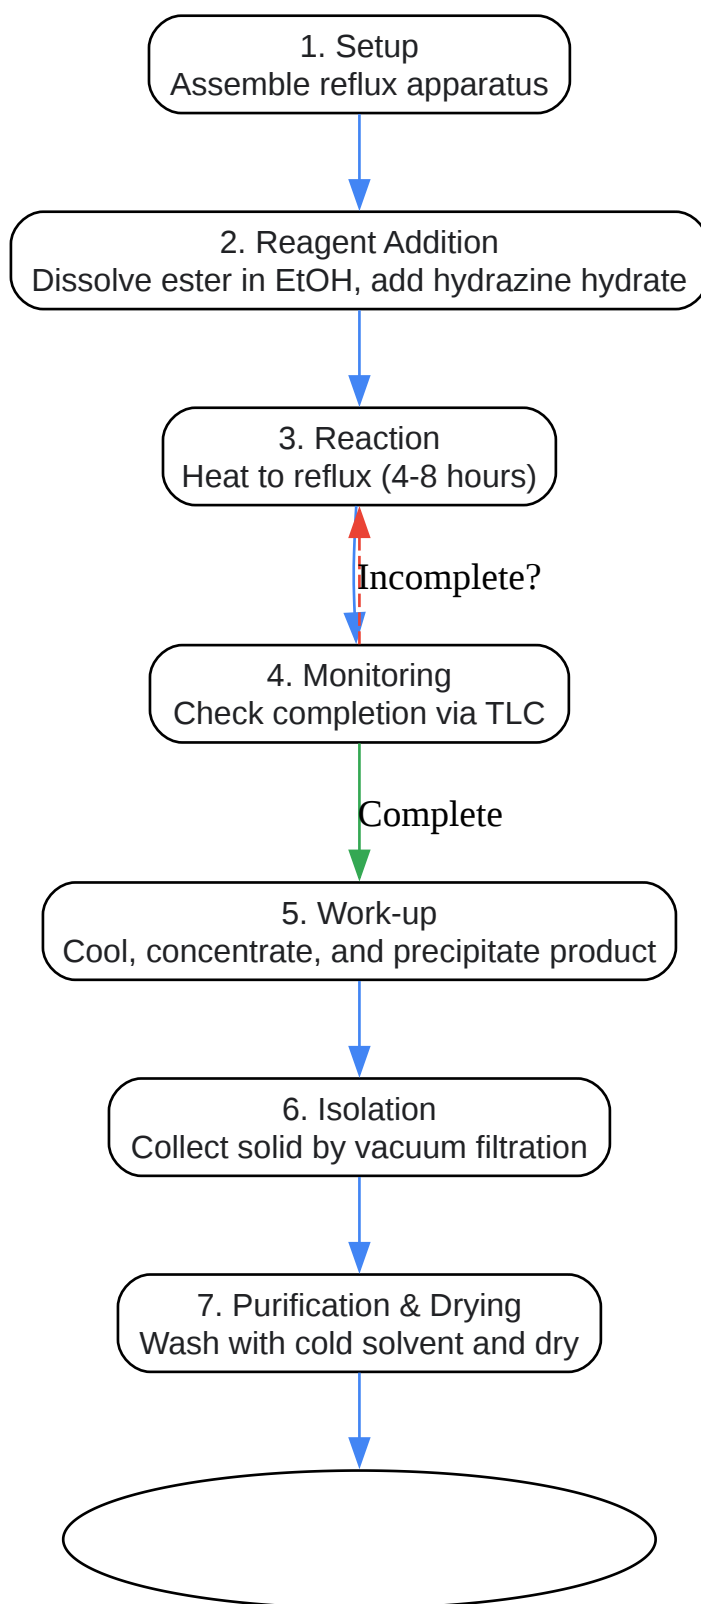 1. Setup
Assemble reflux apparatus
2. Reagent Addition
Dissolve ester in EtOH, add hydrazine hydrate
3. Reaction
Heat to reflux (4-8 hours)
Incomplete?
4. Monitoring
Check completion via TLC
Complete
5. Work-up
Cool, concentrate, and precipitate product
6. Isolation
Collect solid by vacuum filtration
7. Purification & Drying
Wash with cold solvent and dry